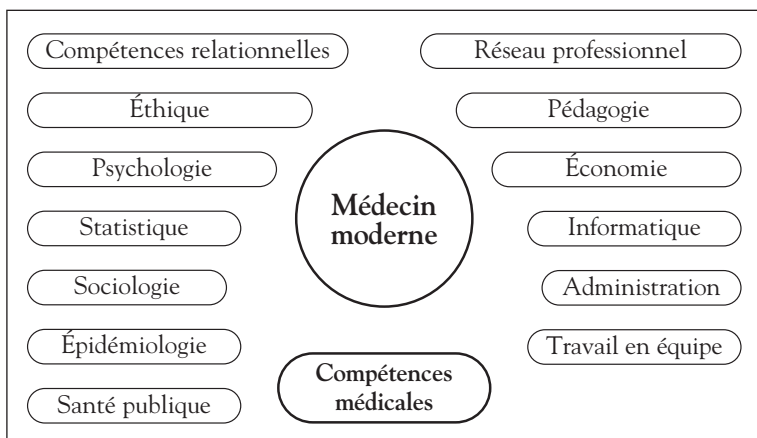 Compétences relationnelles
Réseau professionnel
Éthique
Pédagogie
Psychologie
Économie
Médecin
moderne
Statistique
Informatique
Sociologie
Administration
Épidémiologie
Travail en équipe
Compétences
médicales
Santé publique